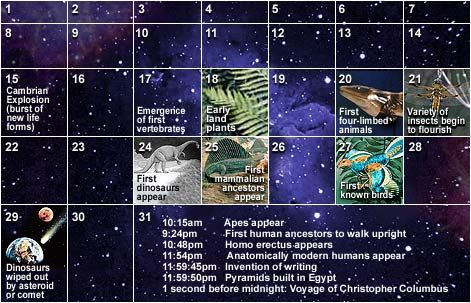 1 2 3 4 5 6 7
8 9 10 11 12 13 14
15 16 17 18 19 20 21
Cambrian
Explosion
(burst of
new life
forms)
Emergence
of first
vertebrates
Early
land
plants
First
four-limbed
animals
Variety of
insects begin
to flourish
22 23 24 25 26 27 28
First
dinosaurs
appear
First
mammalian
ancestors
appear
First
known birds
29 30 31
Dinosaurs
wiped out
by asteroid
or comet
10:15am Apes appear
9:24pm First human ancestors to walk upright
10:48pm Homo erectus appears
11:54pm Anatomically modern humans appear
11:59:45pm Invention of writing
11:59:50pm Pyramids built in Egypt
1 second before midnight: Voyage of Christopher Columbus